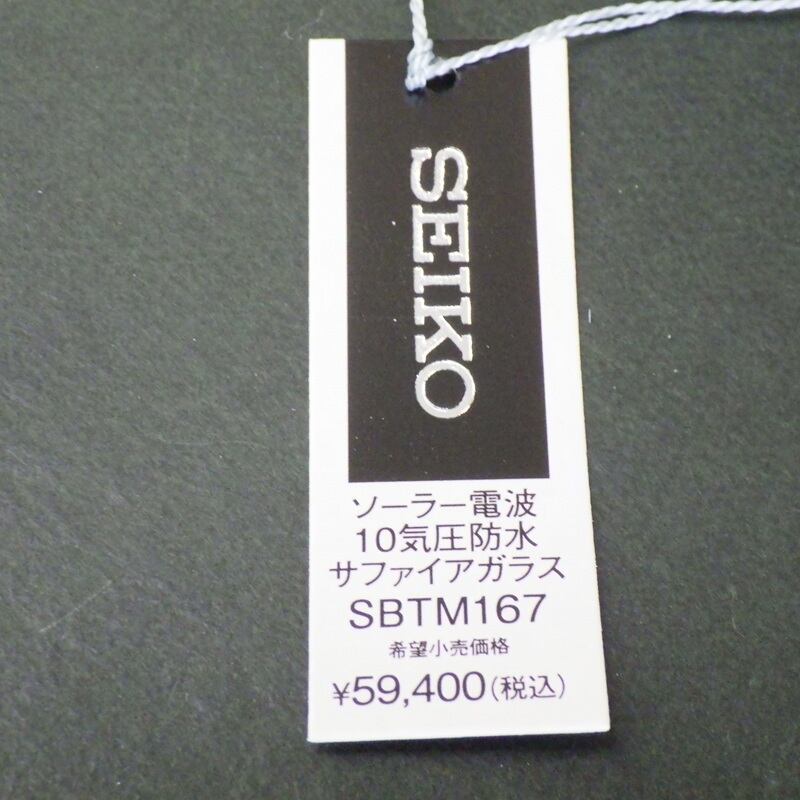 SEIKO
ソーラー電波
10気圧防水
サファイアガラス
SBTM167
希望小売価格
¥59,400(税込)